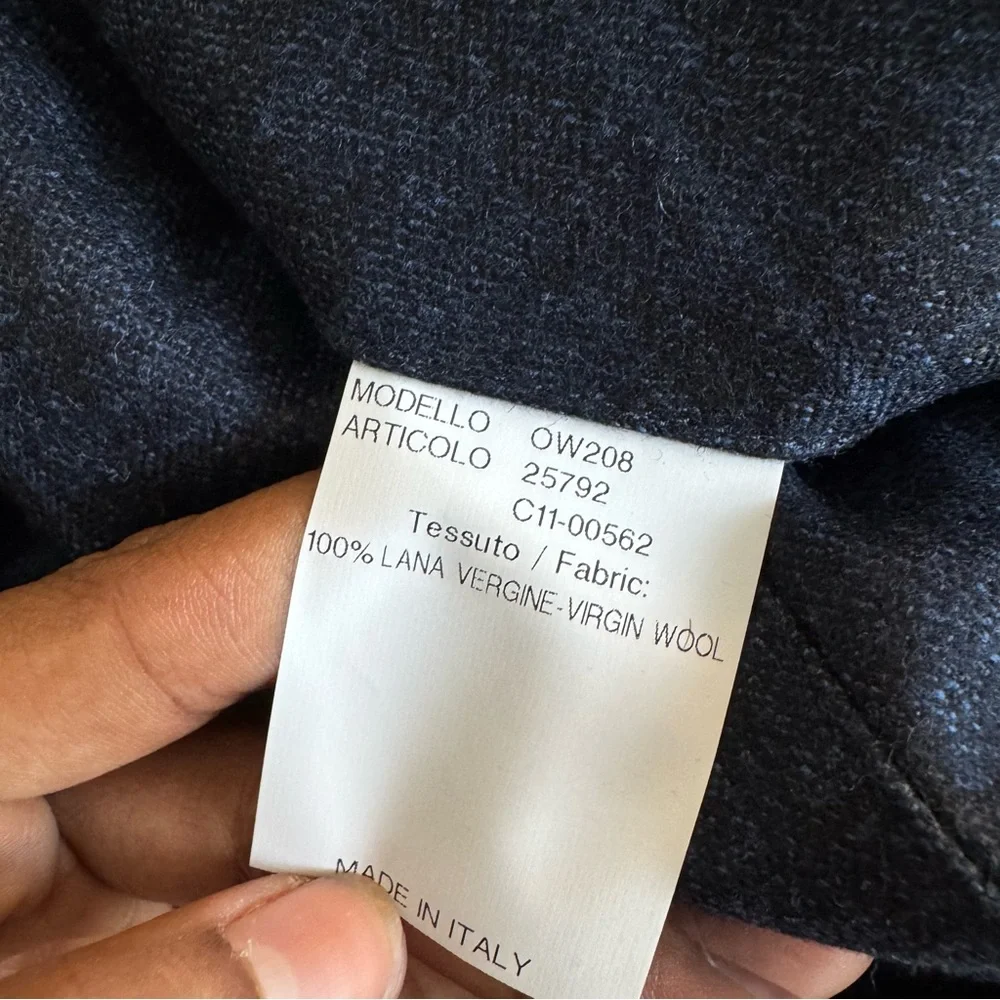 MODELLO OW208
ARTICOLO 25792
C11-00562
Tessuto / Fabric:
100% LANA VERGINE-VIRGIN WOOL
MADE IN ITALY